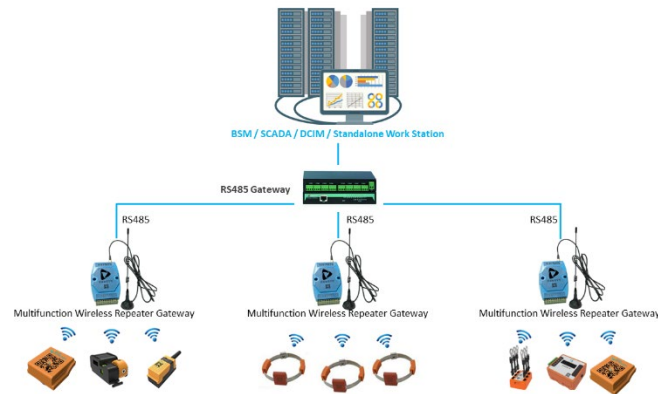 BSM / SCADA / DCIM / Standalone Work Station
RS485 Gateway
RS485
RS485
RS485
Multifunction Wireless Repeater Gateway
Multifunction Wireless Repeater Gateway
Multifunction Wireless Repeater Gateway